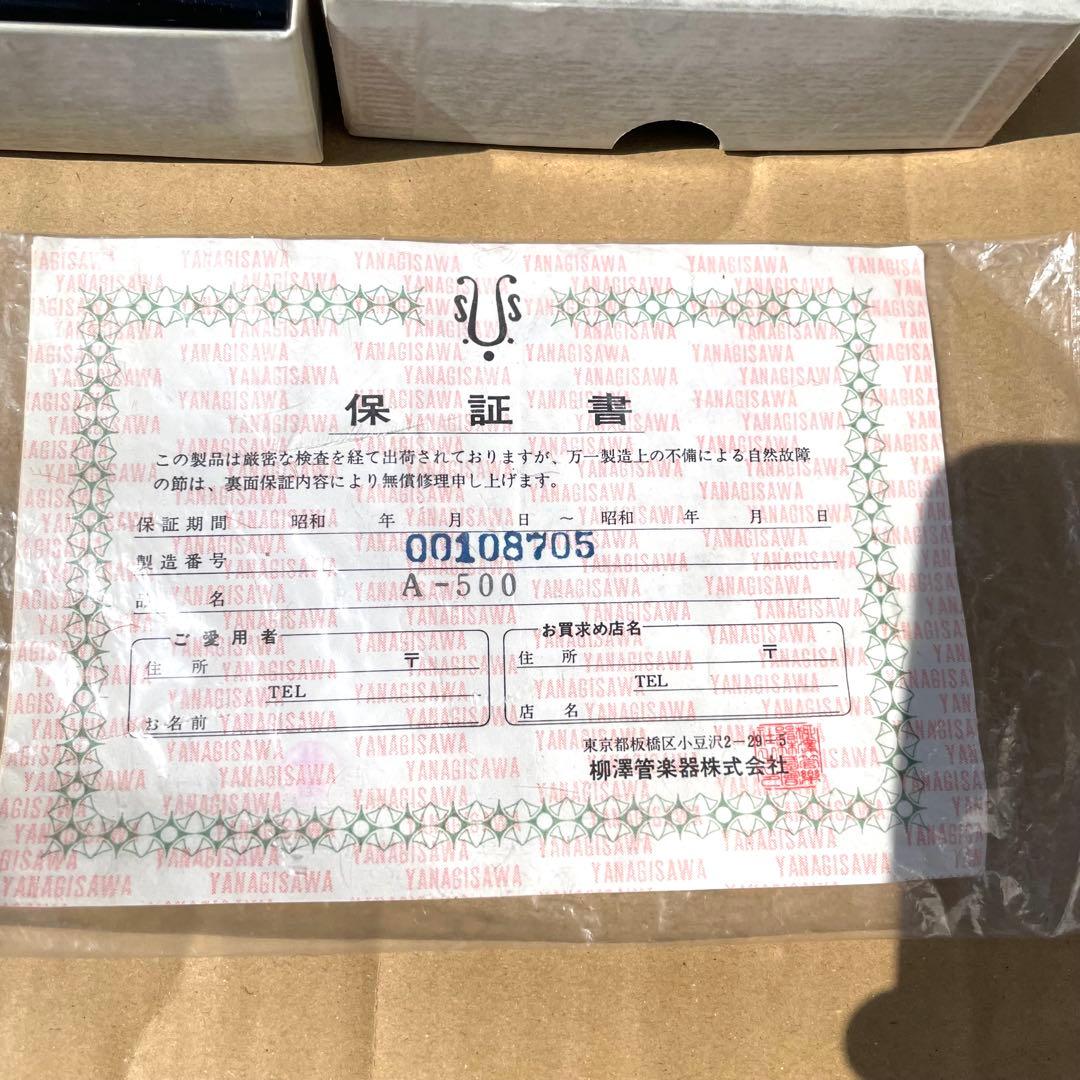 S S
保証書
この製品は厳密な検査を経て出荷されておりますが、万一製造上の不備による自然故障
の節は、裏面保証内容により無償修理申し上げます。
保証期間 昭和 年 月 日 ～ 昭和 年 月 日
製造番号 00108705
品名 A-500
ご愛用者
住所 〒
TEL
お名前
お買求め店名
住所 〒
TEL
店名
東京都板橋区小豆沢2-29-5
柳澤管楽器株式会社
YANAGISAWA